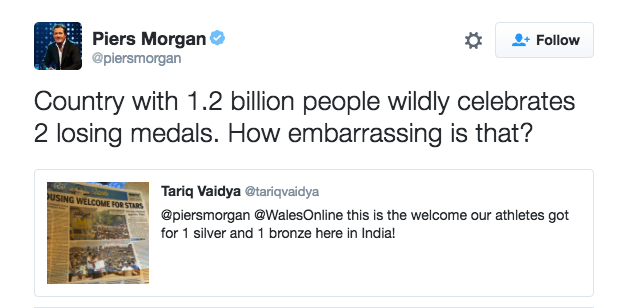 Piers Morgan
@piersmorgan
Follow
Country with 1.2 billion people wildly celebrates
2 losing medals. How embarrassing is that?
Tariq Vaidya @tariqvaidya
@piersmorgan @WalesOnline this is the welcome our athletes got
for 1 silver and 1 bronze here in India!
OUSING WELCOME FOR STARS